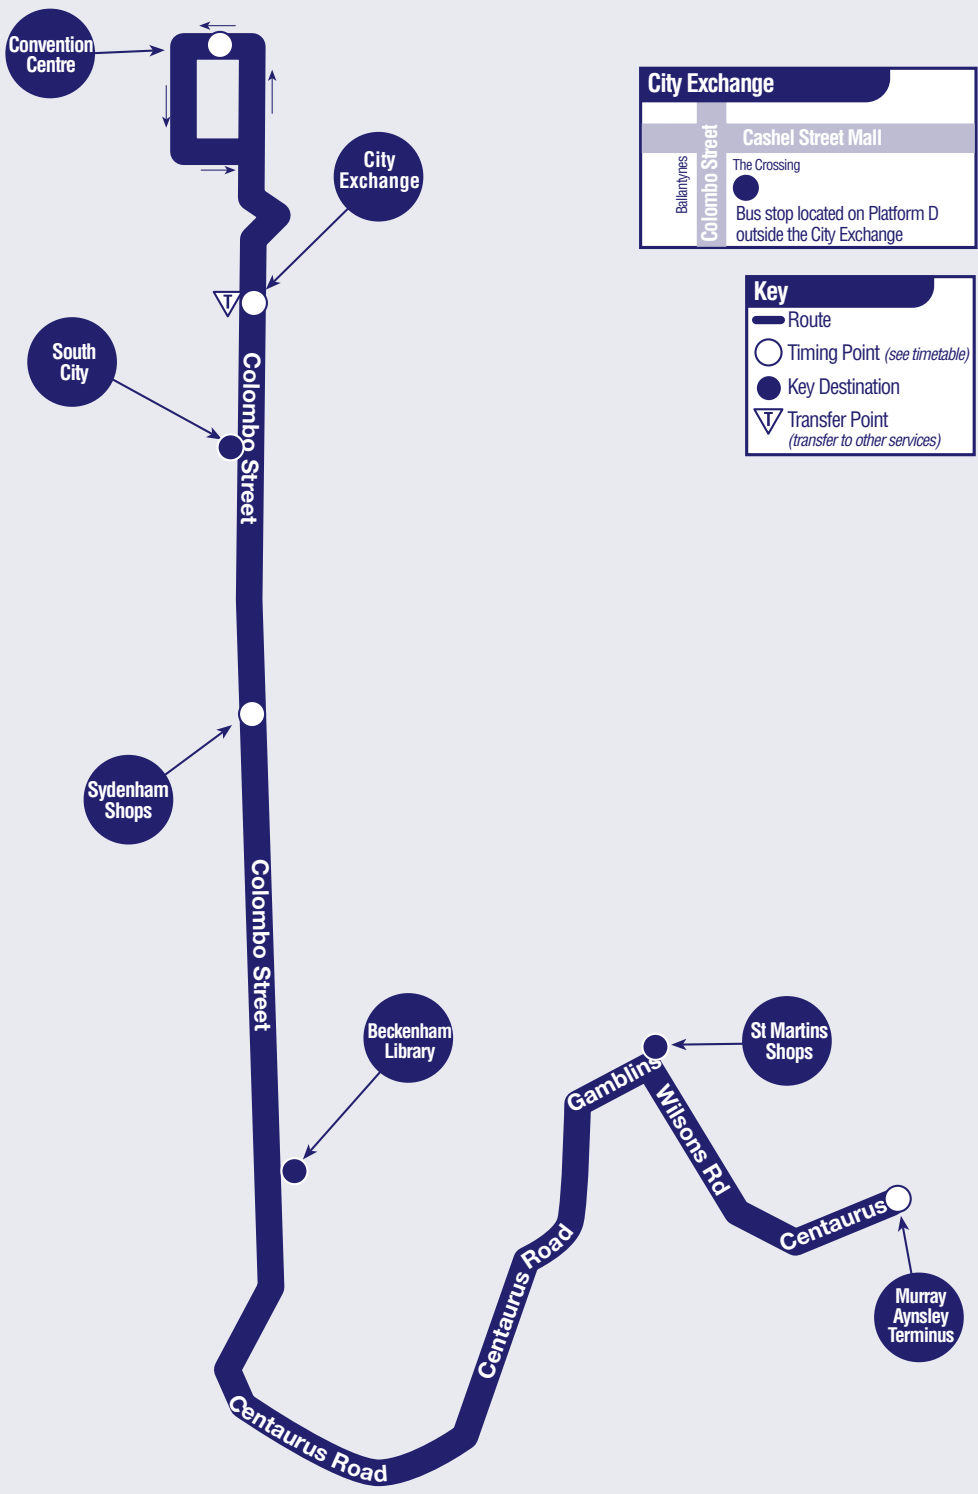 Convention
Centre
City
Exchange
City Exchange
Cashel Street Mall
Colombo Street
Ballantynes
The Crossing
Bus stop located on Platform D
outside the City Exchange
Key
Route
Timing Point (see timetable)
Key Destination
T
Transfer Point
(transfer to other services)
T
South
City
Colombo Street
Sydenham
Shops
Colombo Street
Beckenham
Library
St Martins
Shops
Gamblins
Wilsons Rd
Centaurus
Centaurus Road
Murray
Aynsley
Terminus
Centaurus Road